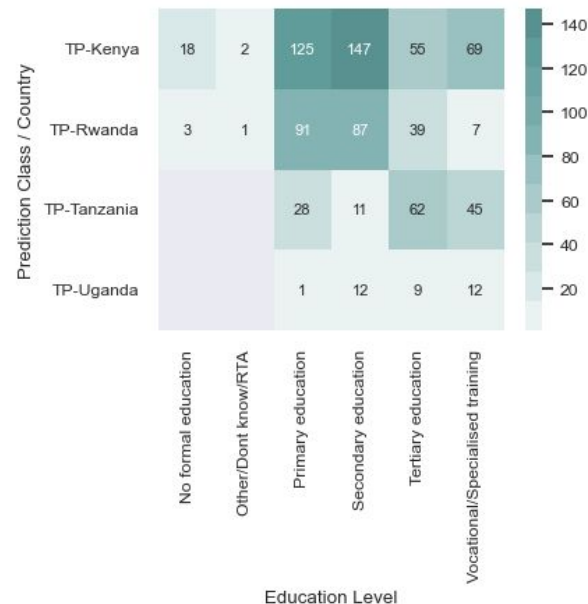 TP-Kenya 18 2 125 147 55 69
TP-Rwanda 3 1 91 87 39 7
TP-Tanzania 28 11 62 45
TP-Uganda 1 12 9 12
Prediction Class / Country
No formal education
Other/Dont know/RTA
Primary education
Secondary education
Tertiary education
Vocational/Specialised training
Education Level
140
120
100
80
60
40
20